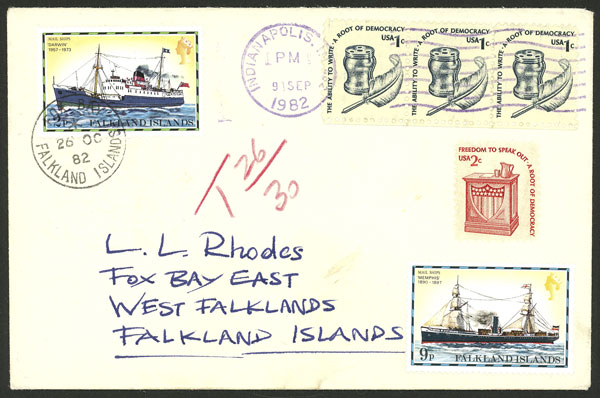 MAIL SHIPS
'DARWIN'
1957-1973
FALKLAND ISLANDS
26 OC
82
FALKLAND ISLANDS
INDIANAPOLIS,
PM
9 SEP
1982
THE ABILITY TO WRITE · A ROOT OF DEMOCRACY
USA 1c
THE ABILITY TO WRITE · A ROOT OF DEMOCRACY
USA 1c
THE ABILITY TO WRITE · A ROOT OF DEMOCRACY
USA 1c
FREEDOM TO SPEAK OUT · A ROOT OF DEMOCRACY
USA 2c
T 26/30
L. L. Rhodes
FOX BAY EAST
WEST FALKLANDS
FALKLAND ISLANDS
MAIL SHIPS
'MEMPHIS'
1890-1897
9p FALKLAND ISLANDS